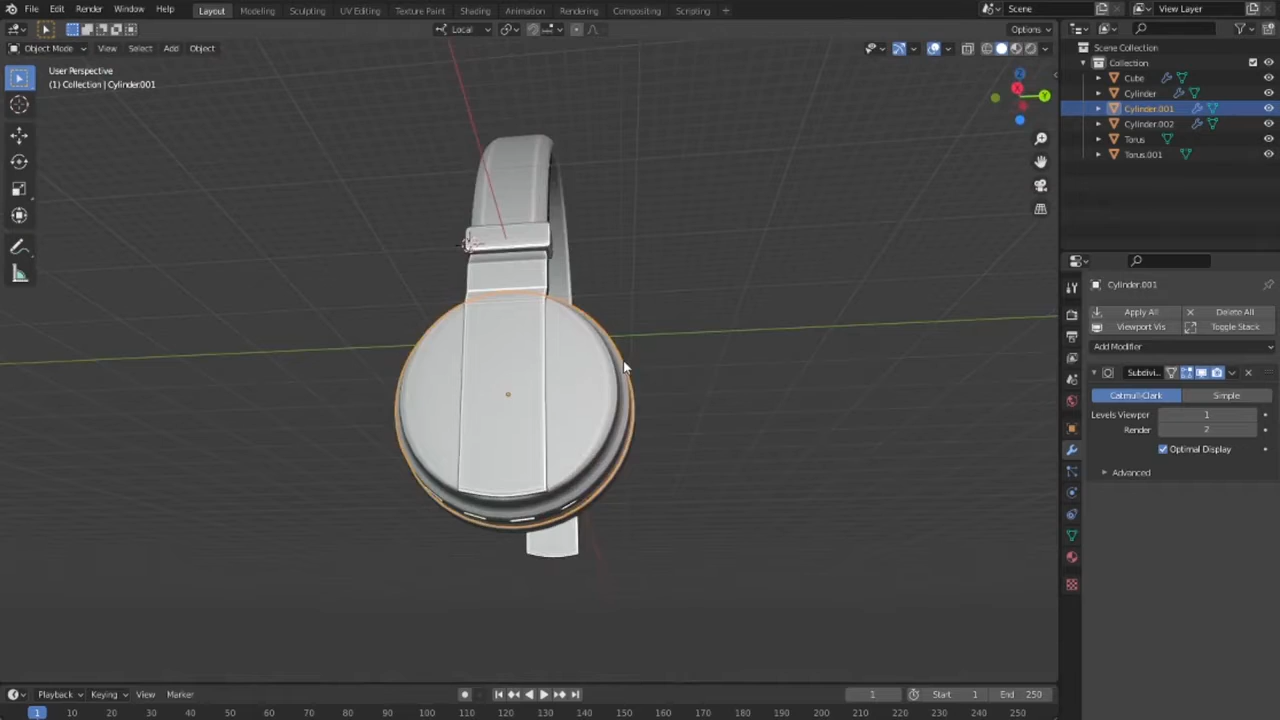 File Edit Render Window Help Layout Modeling Sculpting UV Editing Texture Paint Shading Animation Rendering Compositing Scripting + Scene View Layer
Local Options
Object Mode View Select Add Object
User Perspective
(1) Collection | Cylinder.001
Z
X
Y
Scene Collection
Collection
Cube
Cylinder
Cylinder.001
Cylinder.002
Torus
Torus.001
Cylinder.001
Apply All Delete All
Viewport Vis Toggle Stack
Add Modifier
Subdivi..
Catmull-Clark Simple
Levels Viewpor 1
Render 2
Optimal Display
Advanced
Playback Keying View Marker 1 Start 1 End 250
1 10 20 30 40 50 60 70 80 90 100 110 120 130 140 150 160 170 180 190 200 210 220 230 240 250